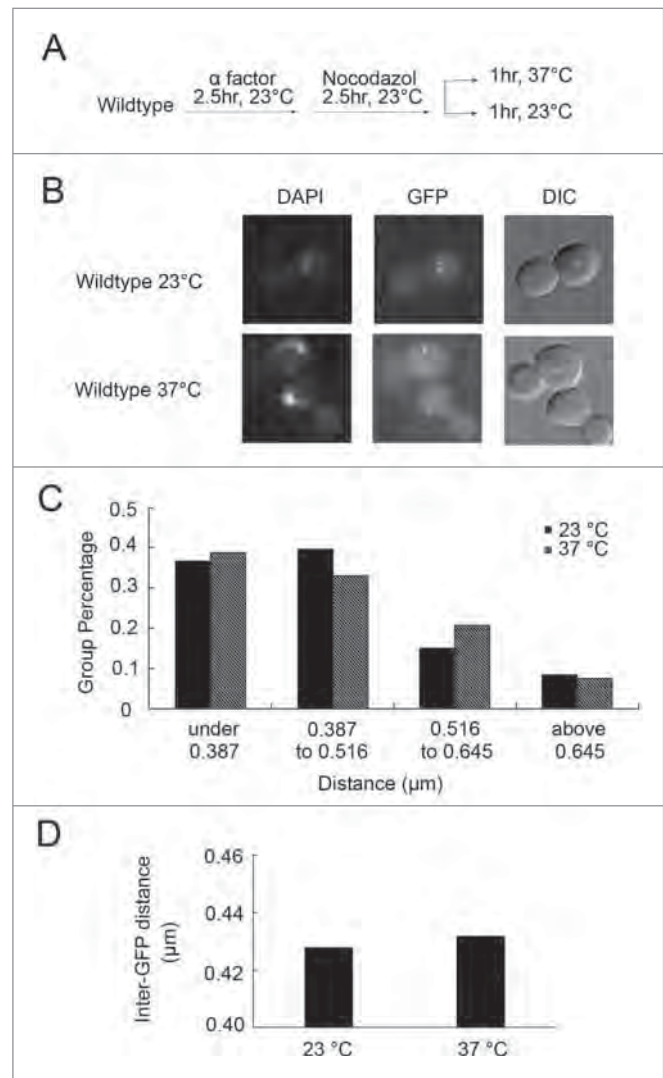 A
α factor
Nocodazol
1hr, 37°C
Wildtype
2.5hr, 23°C
2.5hr, 23°C
1hr, 23°C
B
DAPI GFP DIC
Wildtype 23°C
Wildtype 37°C
C
0.5
0.4
0.3
0.2
0.1
0
Group Percentage
23 °C
37 °C
under
0.387
0.387
to 0.516
0.516
to 0.645
above
0.645
Distance (µm)
D
0.46
0.44
0.42
0.40
Inter-GFP distance
(µm)
23 °C 37 °C